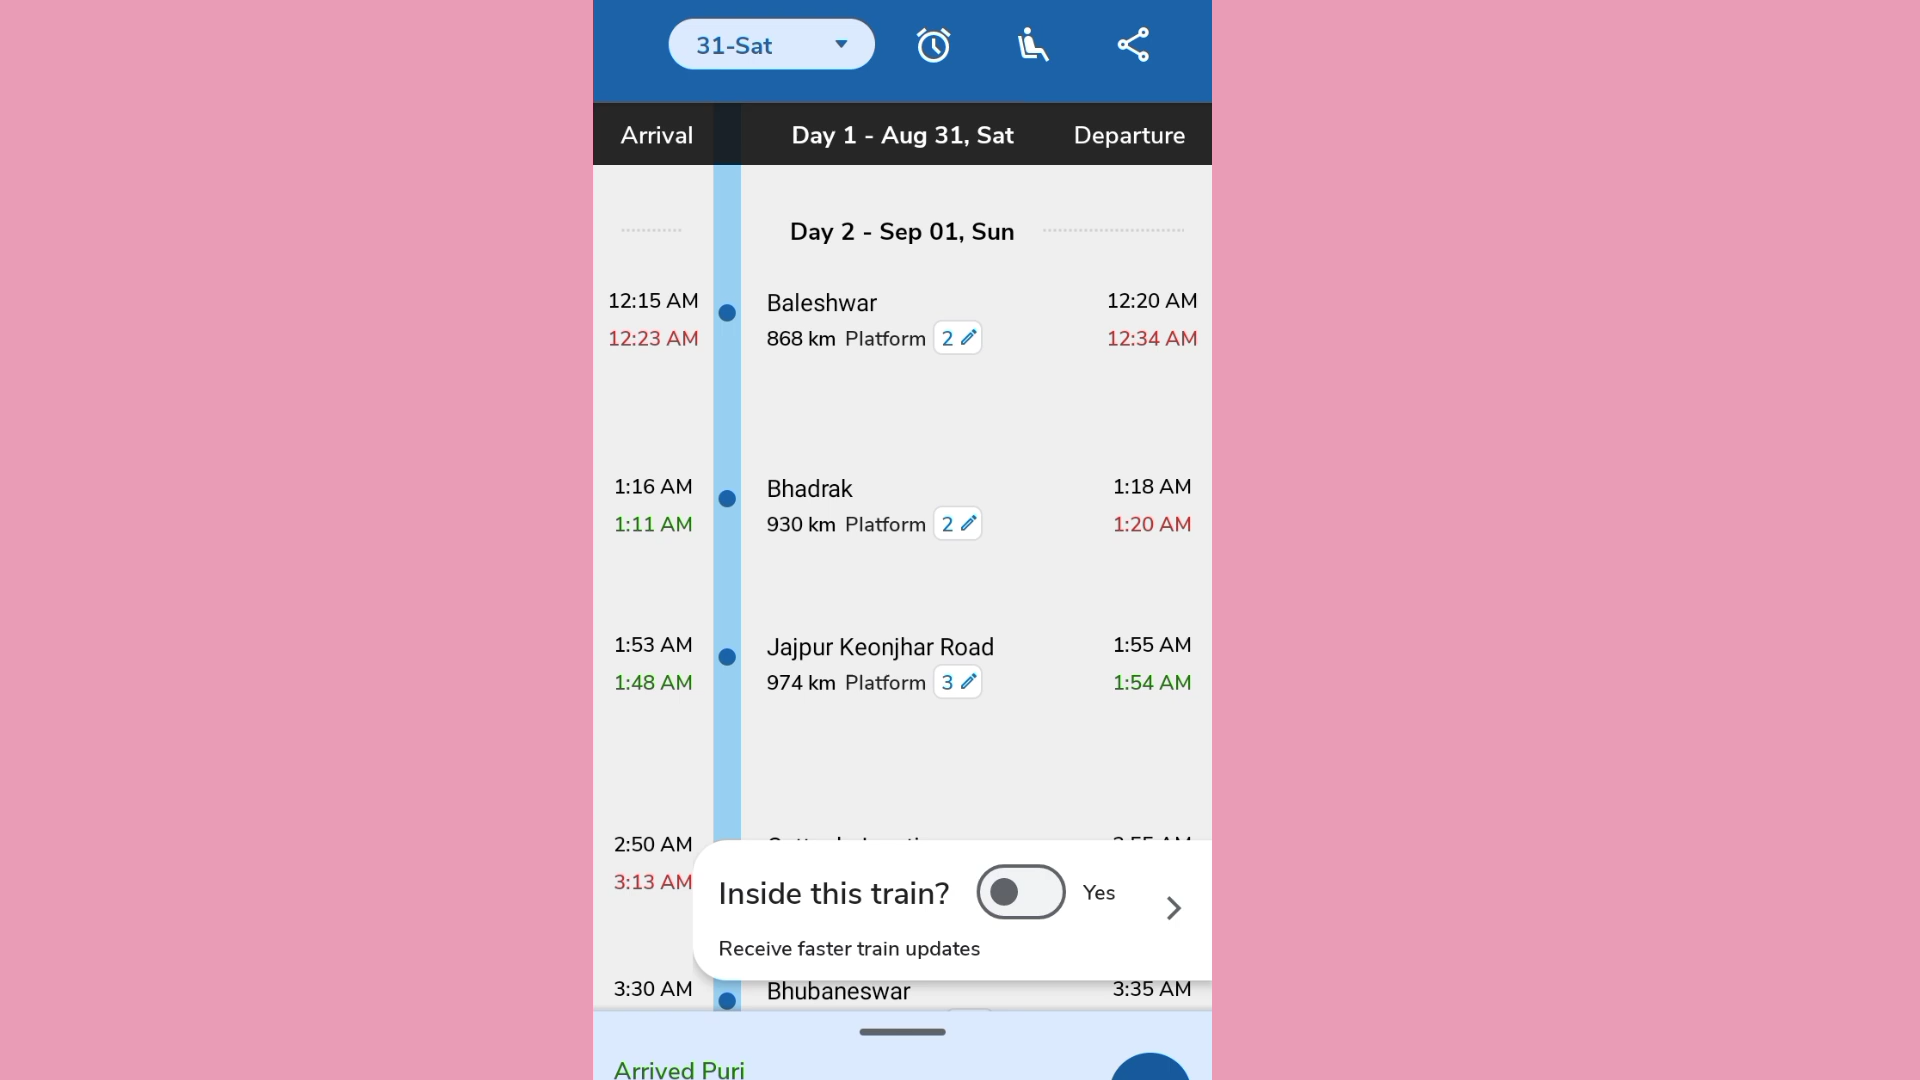 31-Sat
Arrival Day 1 - Aug 31, Sat Departure
Day 2 - Sep 01, Sun
12:15 AM Baleshwar 12:20 AM
12:23 AM 868 km Platform 2 12:34 AM
1:16 AM Bhadrak 1:18 AM
1:11 AM 930 km Platform 2 1:20 AM
1:53 AM Jajpur Keonjhar Road 1:55 AM
1:48 AM 974 km Platform 3 1:54 AM
2:50 AM
3:13 AM Inside this train? Yes
Receive faster train updates
3:30 AM Bhubaneswar 3:35 AM
Arrived Puri